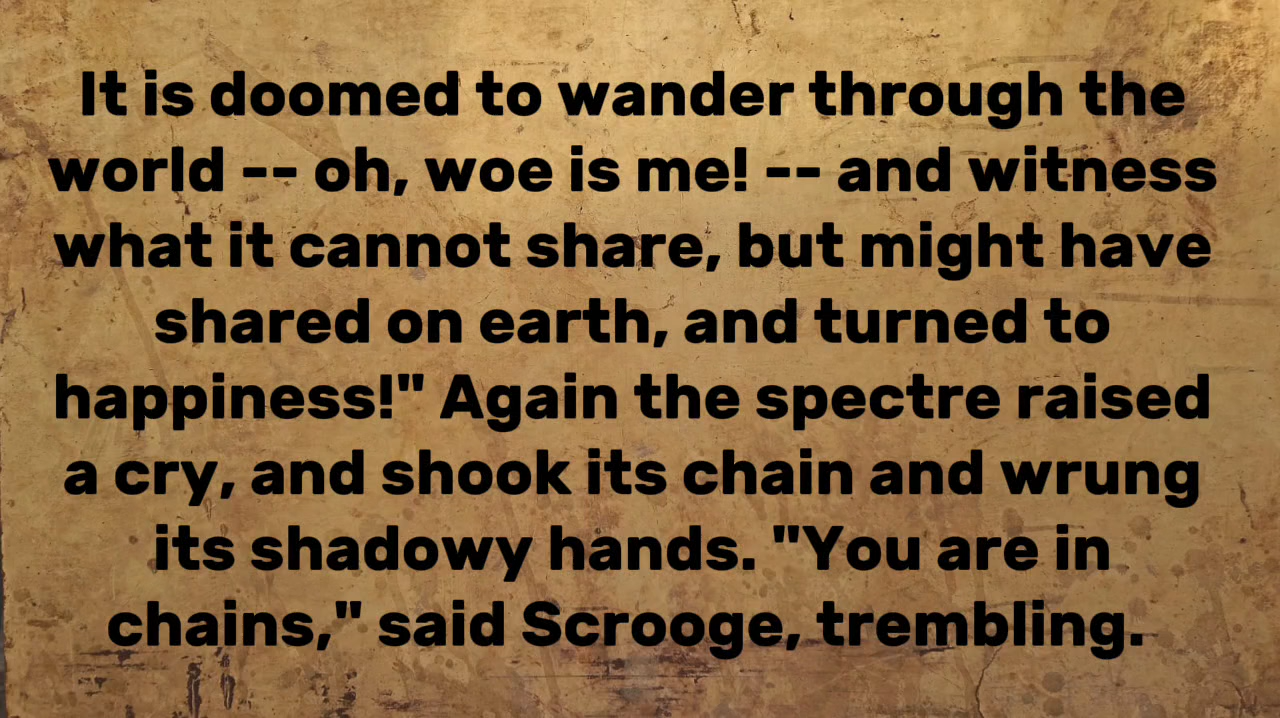 It is doomed to wander through the
world -- oh, woe is me! -- and witness
what it cannot share, but might have
shared on earth, and turned to
happiness!" Again the spectre raised
a cry, and shook its chain and wrung
its shadowy hands. "You are in
chains," said Scrooge, trembling.